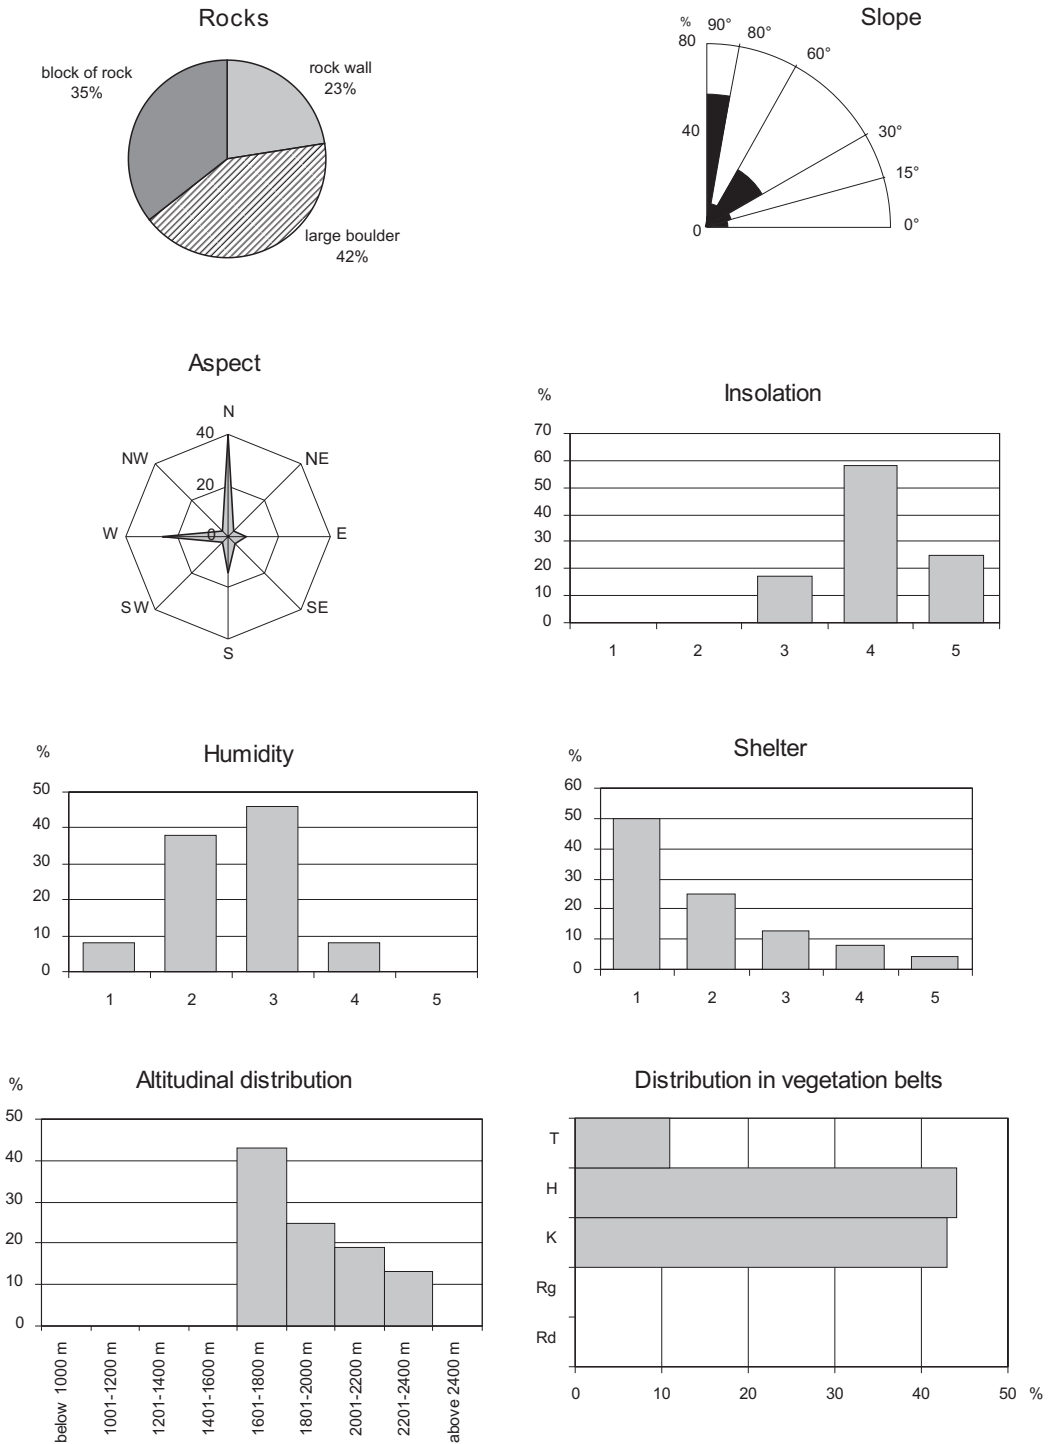 Rocks
block of rock
35%
rock wall
23%
large boulder
42%
Slope
%
80
40
0
90°
80°
60°
30°
15°
0°
Aspect
N
NE
E
SE
S
SW
W
NW
40
20
0
Insolation
%
70
60
50
40
30
20
10
0
1 2 3 4 5
Humidity
%
50
40
30
20
10
0
1 2 3 4 5
Shelter
%
60
50
40
30
20
10
0
1 2 3 4 5
Altitudinal distribution
%
50
40
30
20
10
0
below 1000 m
1001-1200 m
1201-1400 m
1401-1600 m
1601-1800 m
1801-2000 m
2001-2200 m
2201-2400 m
above 2400 m
Distribution in vegetation belts
T
H
K
Rg
Rd
0 10 20 30 40 50 %